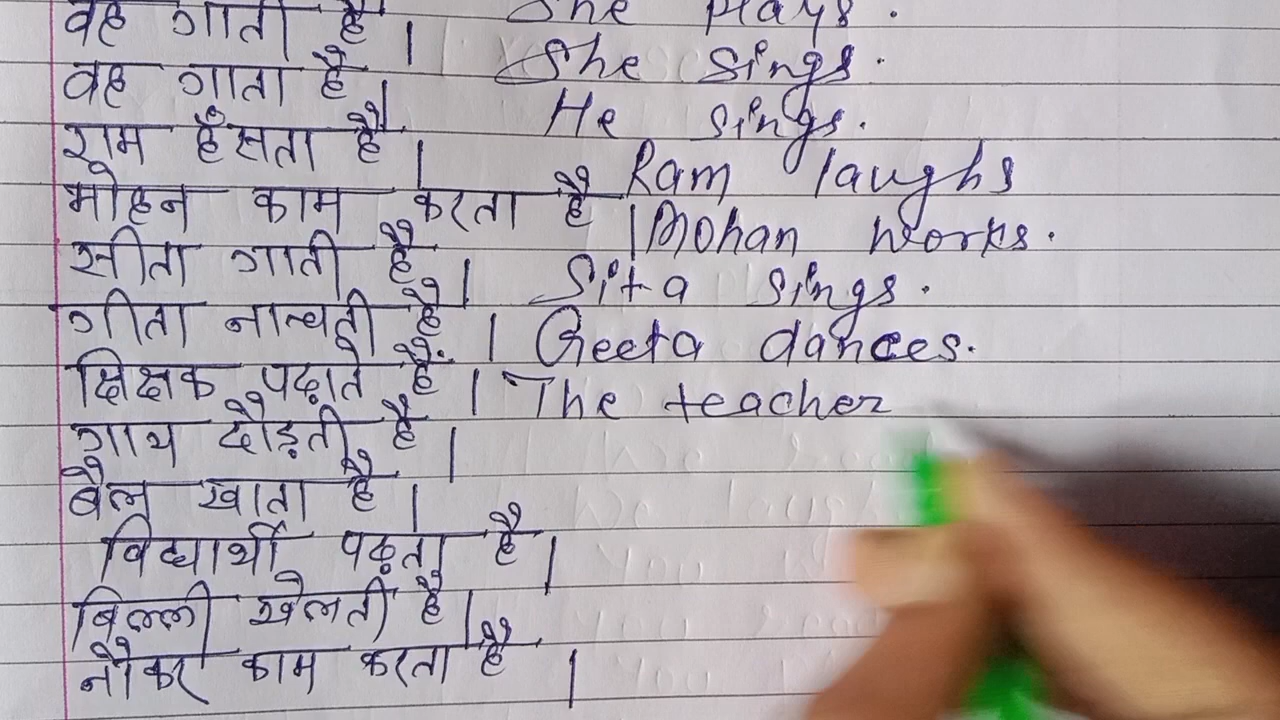 वह गाती है। She plays.
वह गाता है। She sings.
राम हँसता है। He sings.
मोहन काम करता है। Ram laughs
सीता गाती है। Mohan works.
गीता नाचती है। Sita sings.
शिक्षक पढ़ाते हैं। Geeta dances.
गाय दौड़ती है। The teacher
बैल खाता है।
विद्यार्थी पढ़ता है।
बिल्ली खेलती है।
नौकर काम करता है।